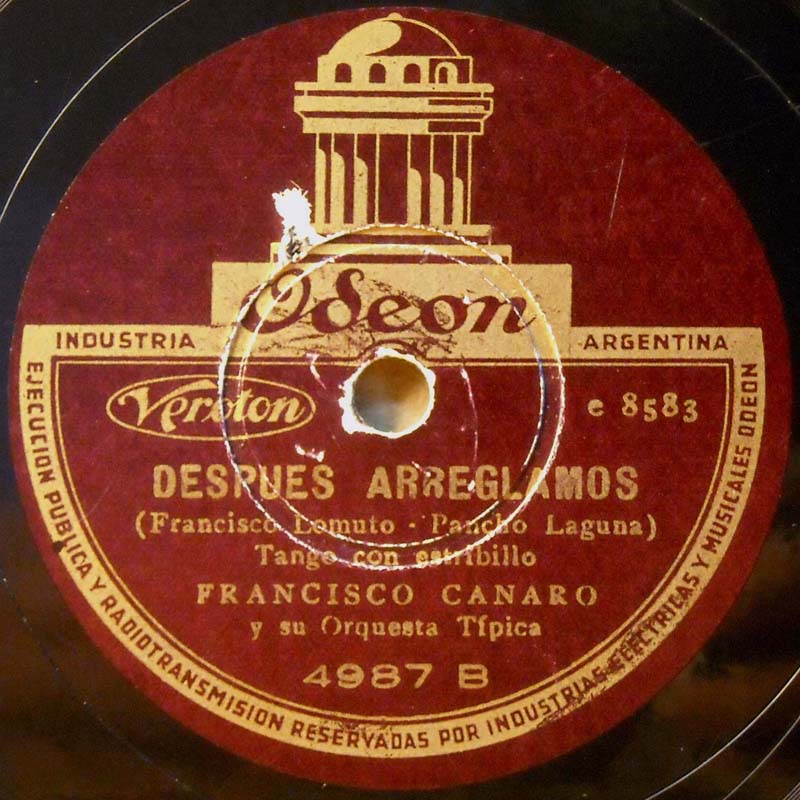 Odeon
INDUSTRIA ARGENTINA
Veroton
e 8583
DESPUES ARREGLAMOS
(Francisco Lomuto - Pancho Laguna)
Tango con estribillo
FRANCISCO CANARO
y su Orquesta Típica
4987 B
EJECUCION PUBLICA Y RADIOTRANSMISION RESERVADAS POR INDUSTRIAS ELECTRICAS Y MUSICALES ODEON